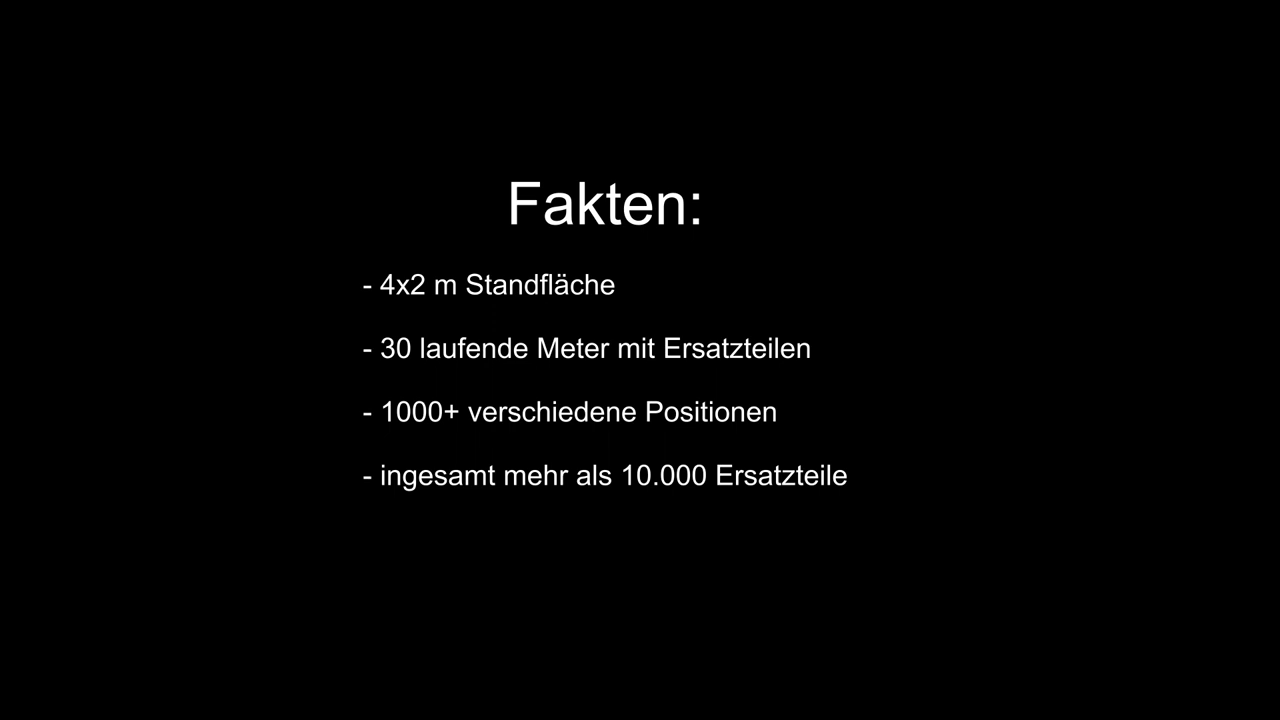 Fakten:
- 4x2 m Standfläche
- 30 laufende Meter mit Ersatzteilen
- 1000+ verschiedene Positionen
- ingesamt mehr als 10.000 Ersatzteile